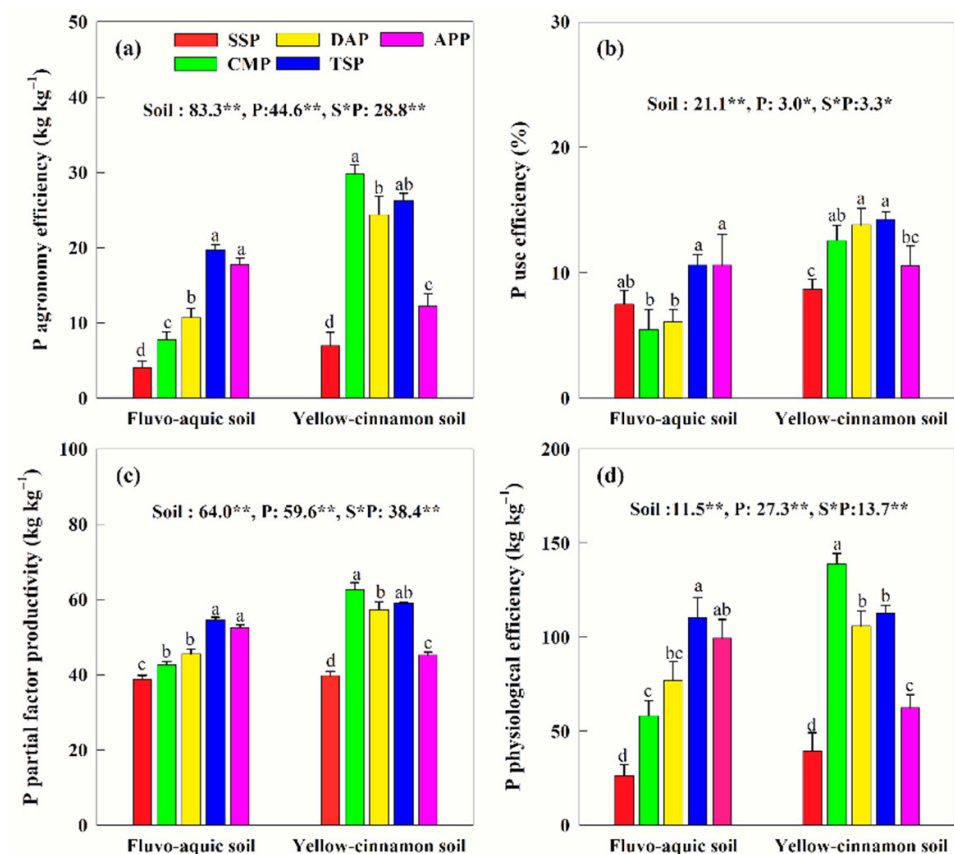 (a)
SSP DAP APP
CMP TSP
Soil : 83.3**, P:44.6**, S*P: 28.8**
P agronomy efficiency (kg kg⁻¹)
50
40
30
20
10
0
d c b a a
d a b ab c
Fluvo-aquic soil Yellow-cinnamon soil
(b)
Soil : 21.1**, P: 3.0*, S*P:3.3*
P use efficiency (%)
30
20
10
0
ab b b a a
c ab a a bc
Fluvo-aquic soil Yellow-cinnamon soil
(c)
Soil : 64.0**, P: 59.6**, S*P: 38.4**
P partial factor productivity (kg kg⁻¹)
100
80
60
40
20
0
c b b a a
d a b ab c
Fluvo-aquic soil Yellow-cinnamon soil
(d)
Soil :11.5**, P: 27.3**, S*P:13.7**
P physiological efficiency (kg kg⁻¹)
200
150
100
50
0
d c bc a ab
d a b b c
Fluvo-aquic soil Yellow-cinnamon soil